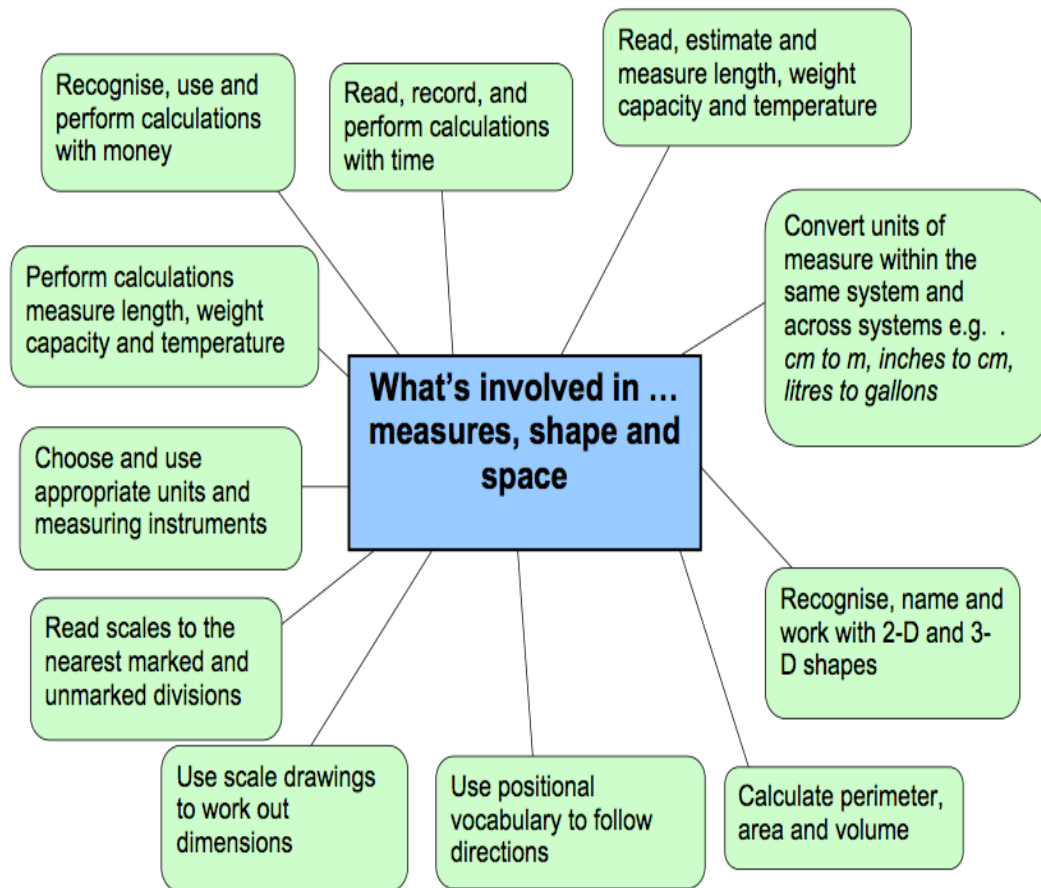 What's involved in …
measures, shape and
space
Recognise, use and
perform calculations
with money
Read, record, and
perform calculations
with time
Read, estimate and
measure length, weight
capacity and temperature
Convert units of
measure within the
same system and
across systems e.g. .
cm to m, inches to cm,
litres to gallons
Recognise, name and
work with 2-D and 3-
D shapes
Calculate perimeter,
area and volume
Use positional
vocabulary to follow
directions
Use scale drawings
to work out
dimensions
Read scales to the
nearest marked and
unmarked divisions
Choose and use
appropriate units and
measuring instruments
Perform calculations
measure length, weight
capacity and temperature